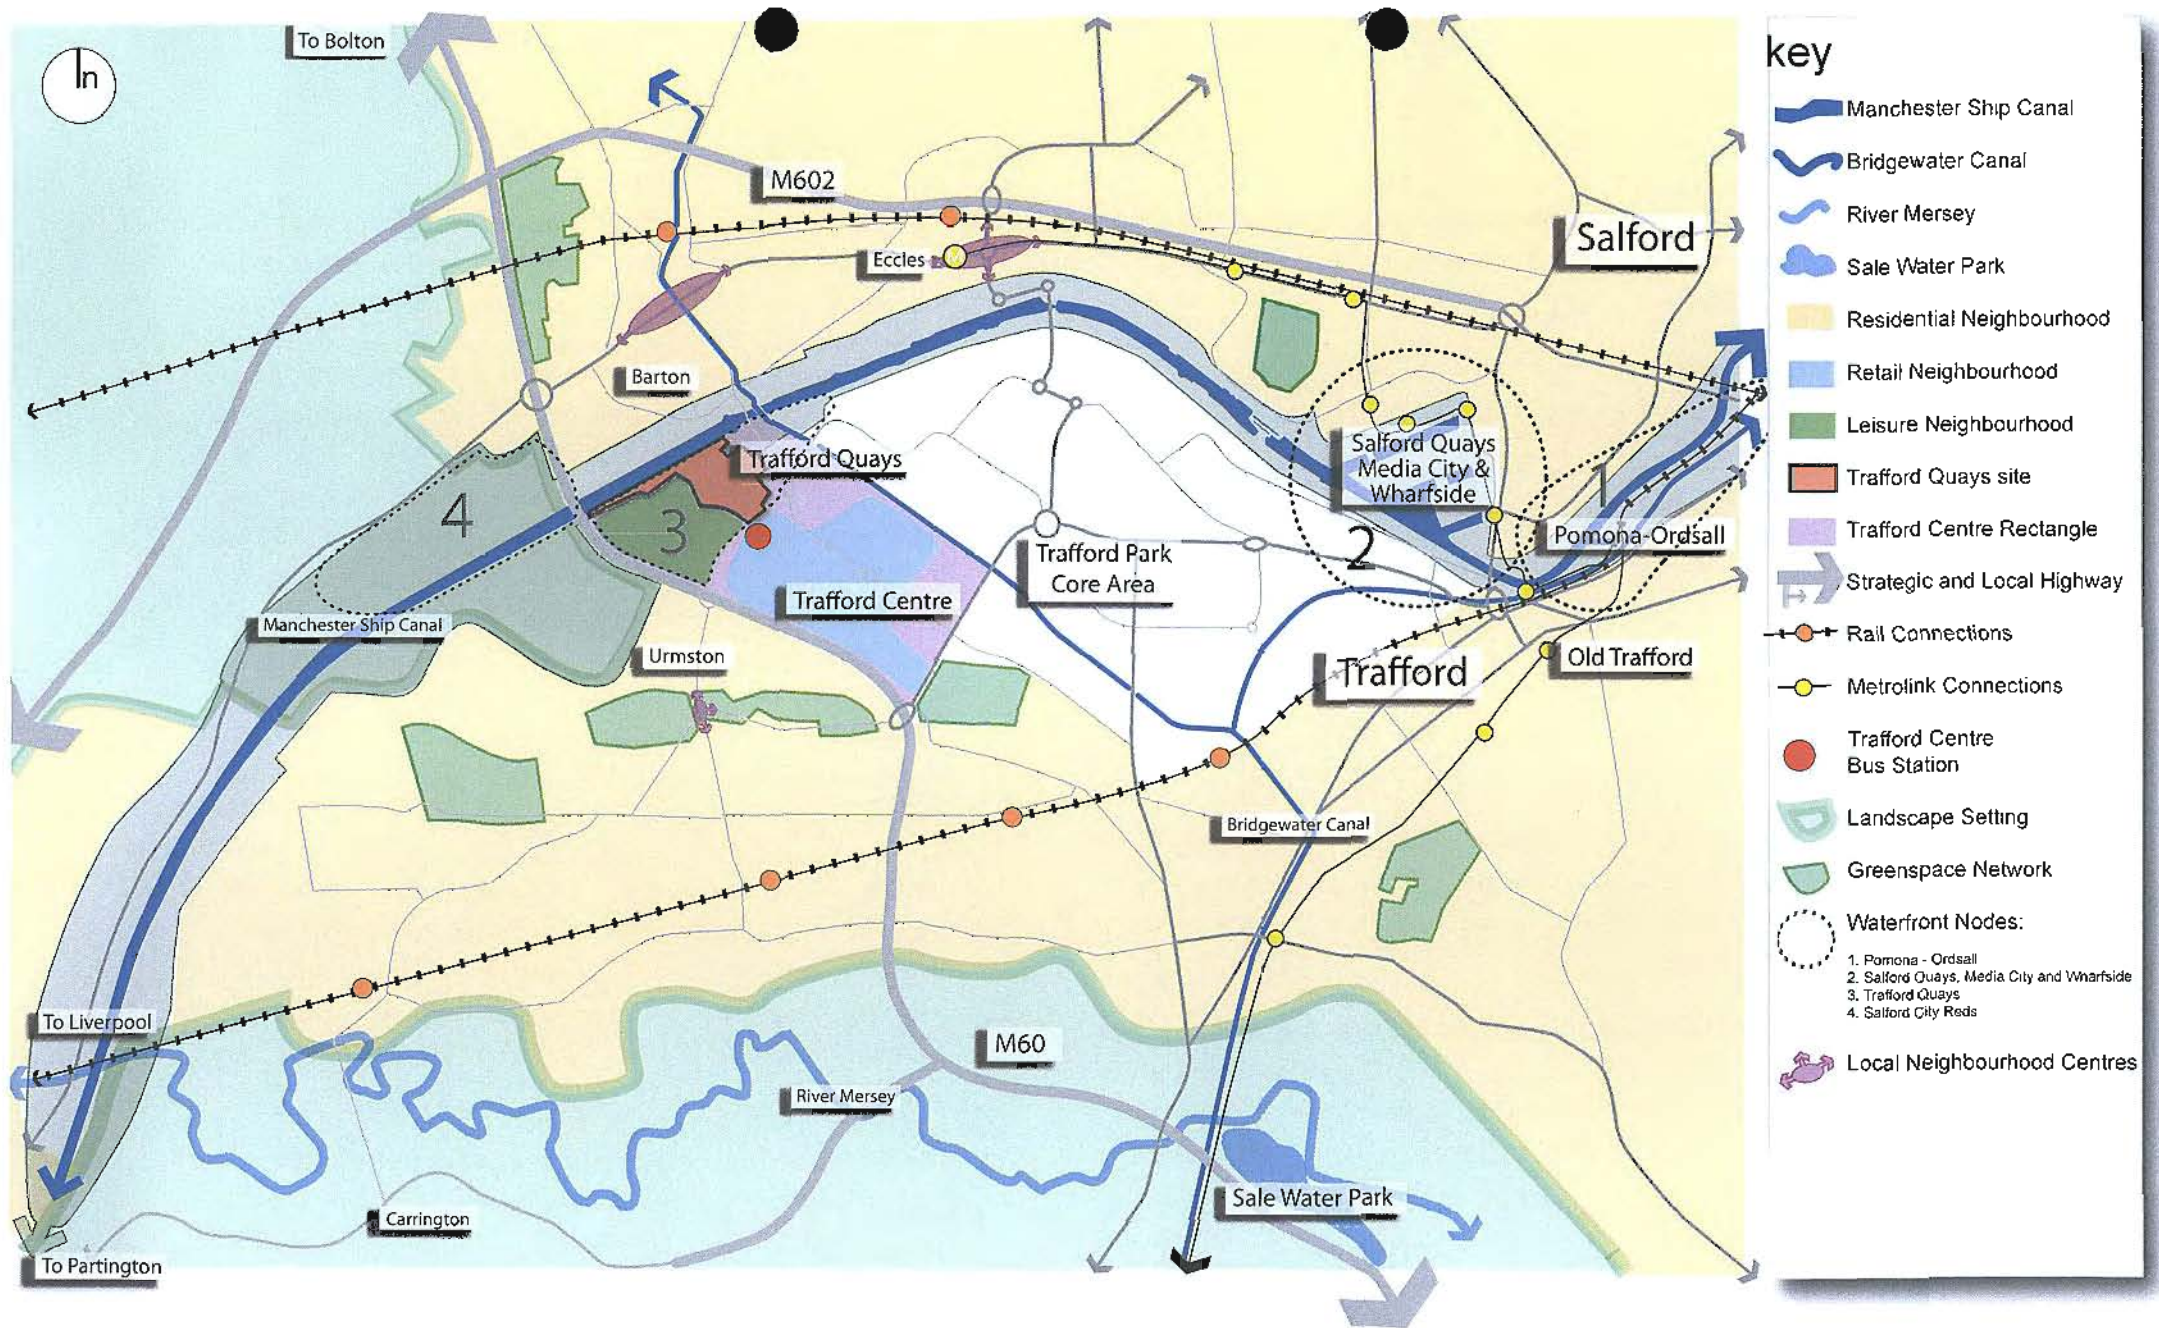 To Bolton
n
M602
Salford
Eccles
Barton
Trafford Quays
Salford Quays
Media City &
Wharfside
1
4
3
2
Pomona-Ordsall
Trafford Park
Core Area
Trafford Centre
Manchester Ship Canal
Urmston
Trafford
Old Trafford
Bridgewater Canal
To Liverpool
M60
River Mersey
Sale Water Park
Carrington
To Partington
key
Manchester Ship Canal
Bridgewater Canal
River Mersey
Sale Water Park
Residential Neighbourhood
Retail Neighbourhood
Leisure Neighbourhood
Trafford Quays site
Trafford Centre Rectangle
Strategic and Local Highway
Rail Connections
Metrolink Connections
Trafford Centre
Bus Station
Landscape Setting
Greenspace Network
Waterfront Nodes:
1. Pomona - Ordsall
2. Salford Quays, Media City and Wharfside
3. Trafford Quays
4. Salford City Reds
Local Neighbourhood Centres